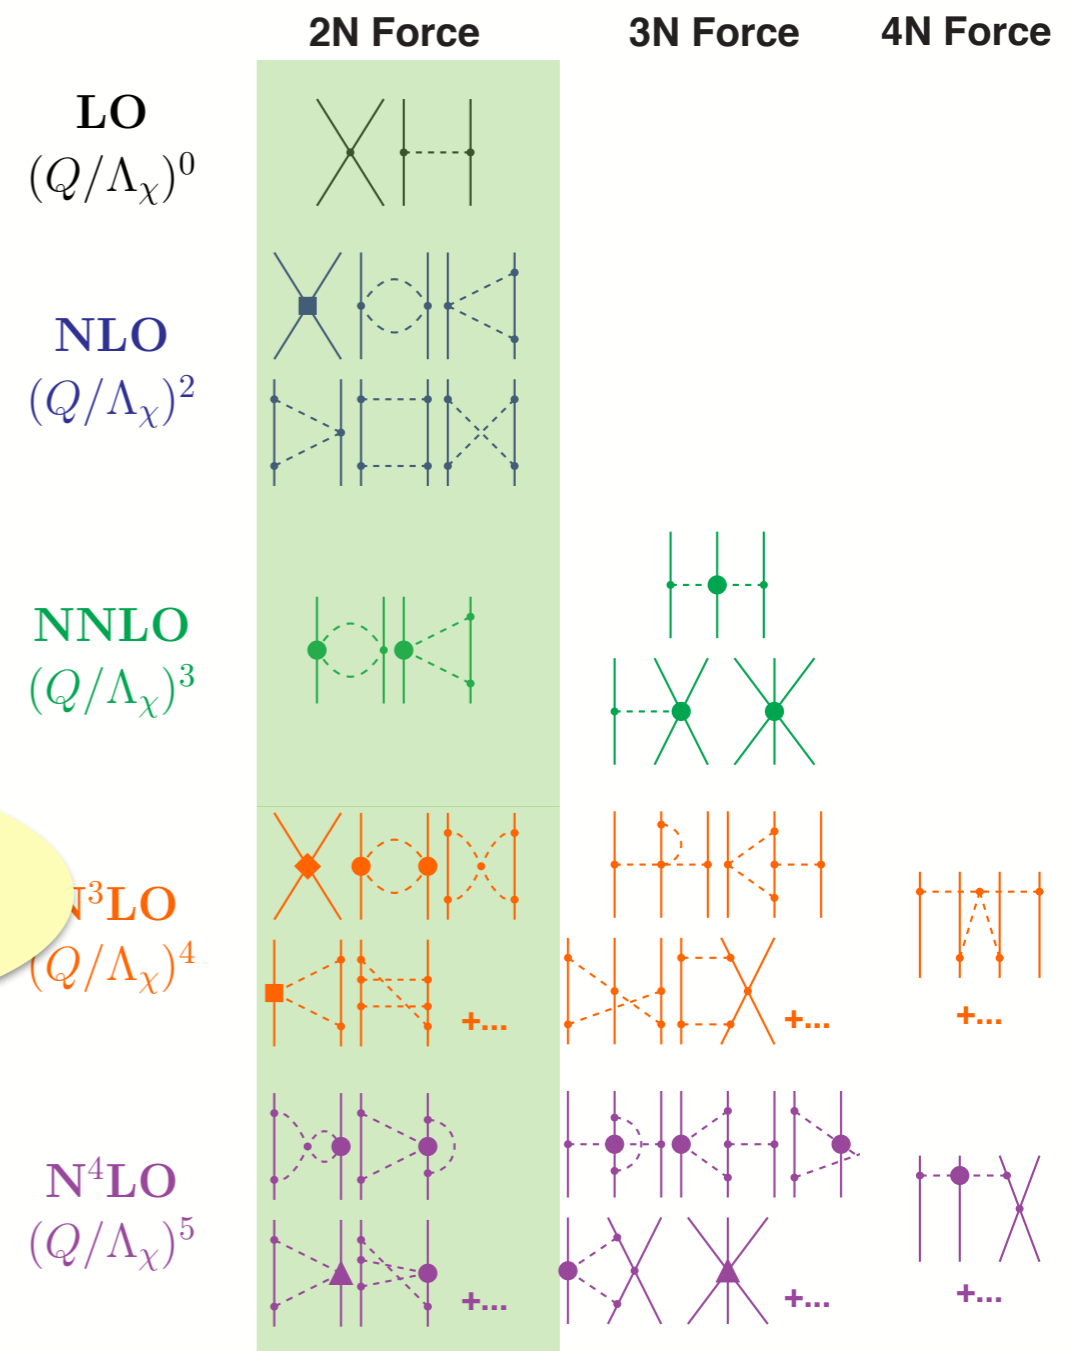 2N Force 3N Force 4N Force
LO
(Q/Λχ)⁰
NLO
(Q/Λχ)²
NNLO
(Q/Λχ)³
N³LO
(Q/Λχ)⁴
+... +... +...
N⁴LO
(Q/Λχ)⁵
+... +... +...